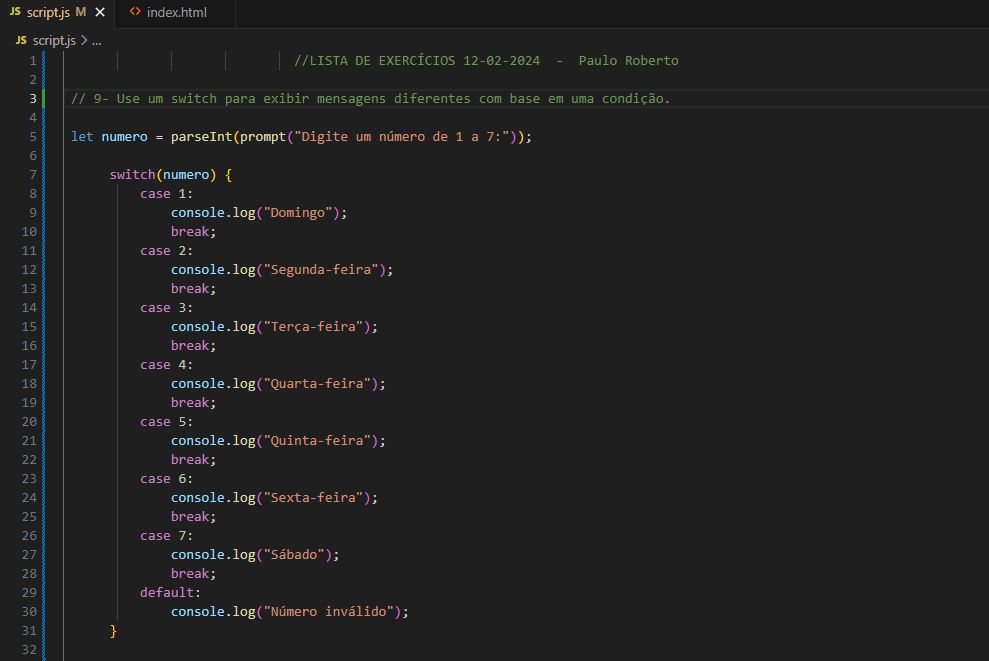 JS script.js M × <> index.html
JS script.js > ...
1 //LISTA DE EXERCÍCIOS 12-02-2024 - Paulo Roberto
2
3 // 9- Use um switch para exibir mensagens diferentes com base em uma condição.
4
5 let numero = parseInt(prompt("Digite um número de 1 a 7:"));
6
7 switch(numero) {
8 case 1:
9 console.log("Domingo");
10 break;
11 case 2:
12 console.log("Segunda-feira");
13 break;
14 case 3:
15 console.log("Terça-feira");
16 break;
17 case 4:
18 console.log("Quarta-feira");
19 break;
20 case 5:
21 console.log("Quinta-feira");
22 break;
23 case 6:
24 console.log("Sexta-feira");
25 break;
26 case 7:
27 console.log("Sábado");
28 break;
29 default:
30 console.log("Número inválido");
31 }
32